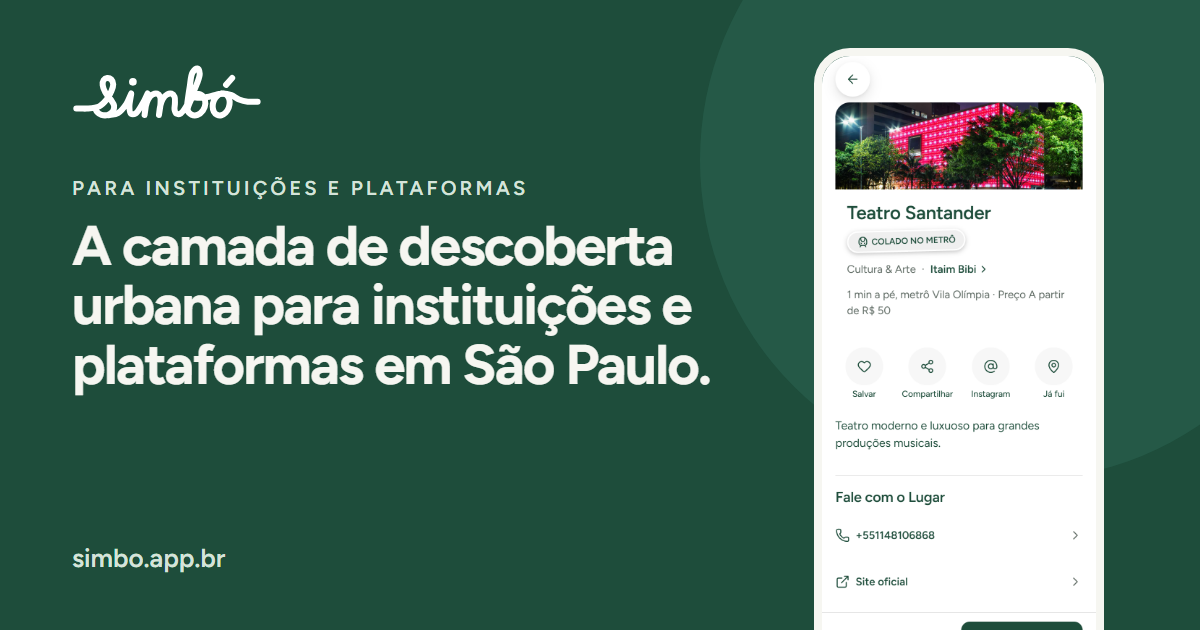 simbó
PARA INSTITUIÇÕES E PLATAFORMAS
A camada de descoberta
urbana para instituições e
plataformas em São Paulo.
simbo.app.br
Teatro Santander
COLADO NO METRÔ
Cultura & Arte · Itaim Bibi
1 min a pé, metrô Vila Olímpia · Preço A partir
de R$ 50
Salvar Compartilhar Instagram Já fui
Teatro moderno e luxuoso para grandes
produções musicais.
Fale com o Lugar
+551148106868
Site oficial